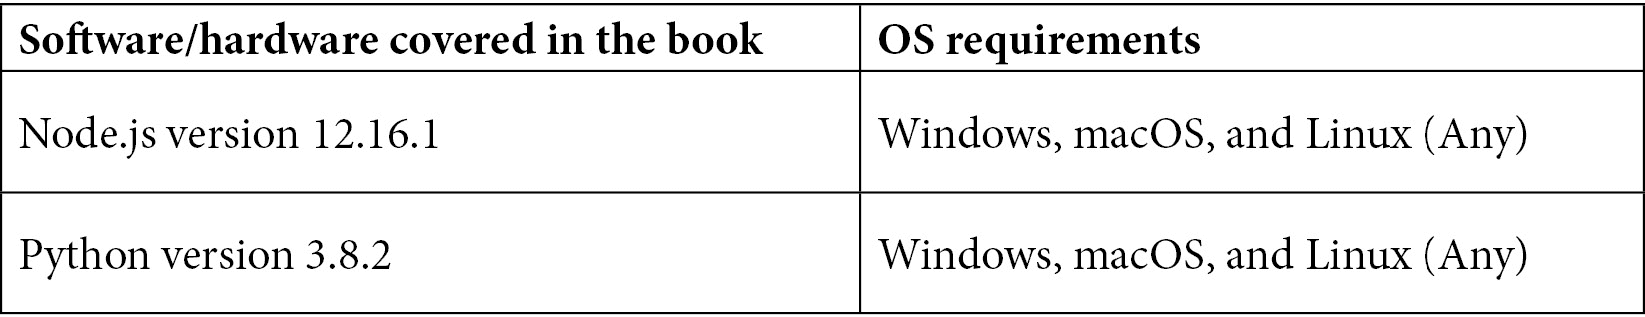 Software/hardware covered in the book OS requirements
Node.js version 12.16.1 Windows, macOS, and Linux (Any)
Python version 3.8.2 Windows, macOS, and Linux (Any)